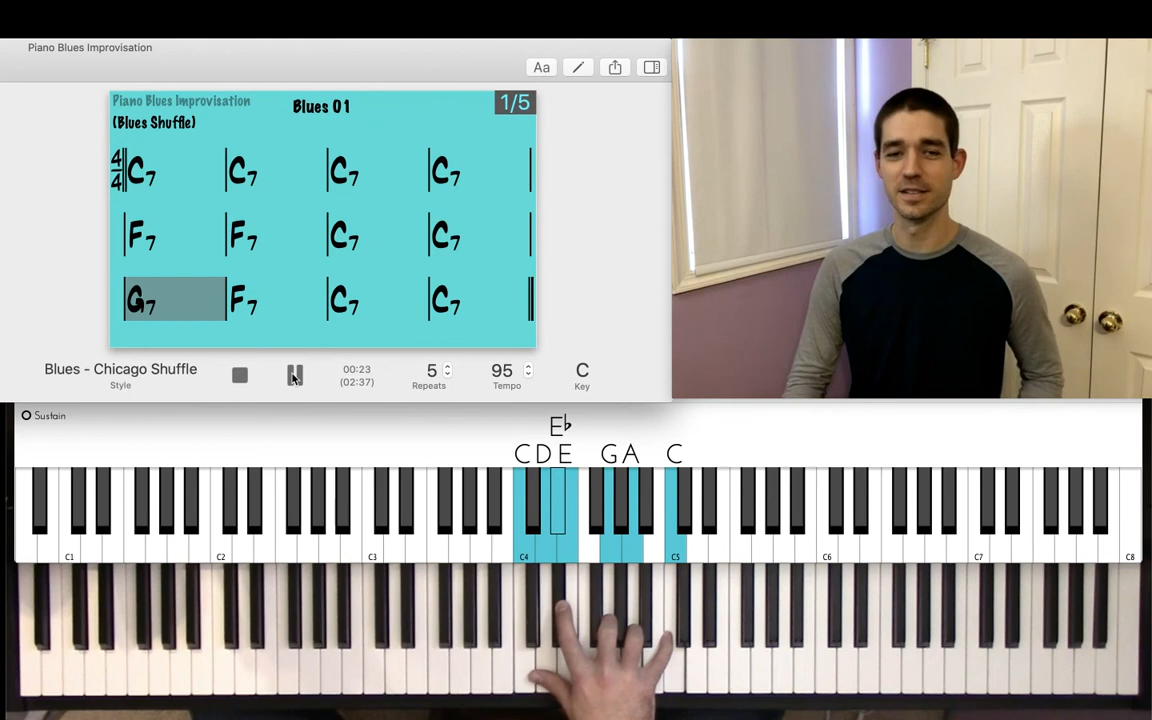 Piano Blues Improvisation
Aa
Piano Blues Improvisation
Blues 01
1/5
(Blues Shuffle)
4/4 C7 C7 C7 C7
F7 F7 C7 C7
G7 F7 C7 C7
Blues - Chicago Shuffle
Style
00:23
(02:37)
5
Repeats
95
Tempo
C
Key
Sustain
E♭
C D E G A C
C1 C2 C3 C4 C5 C6 C7 C8